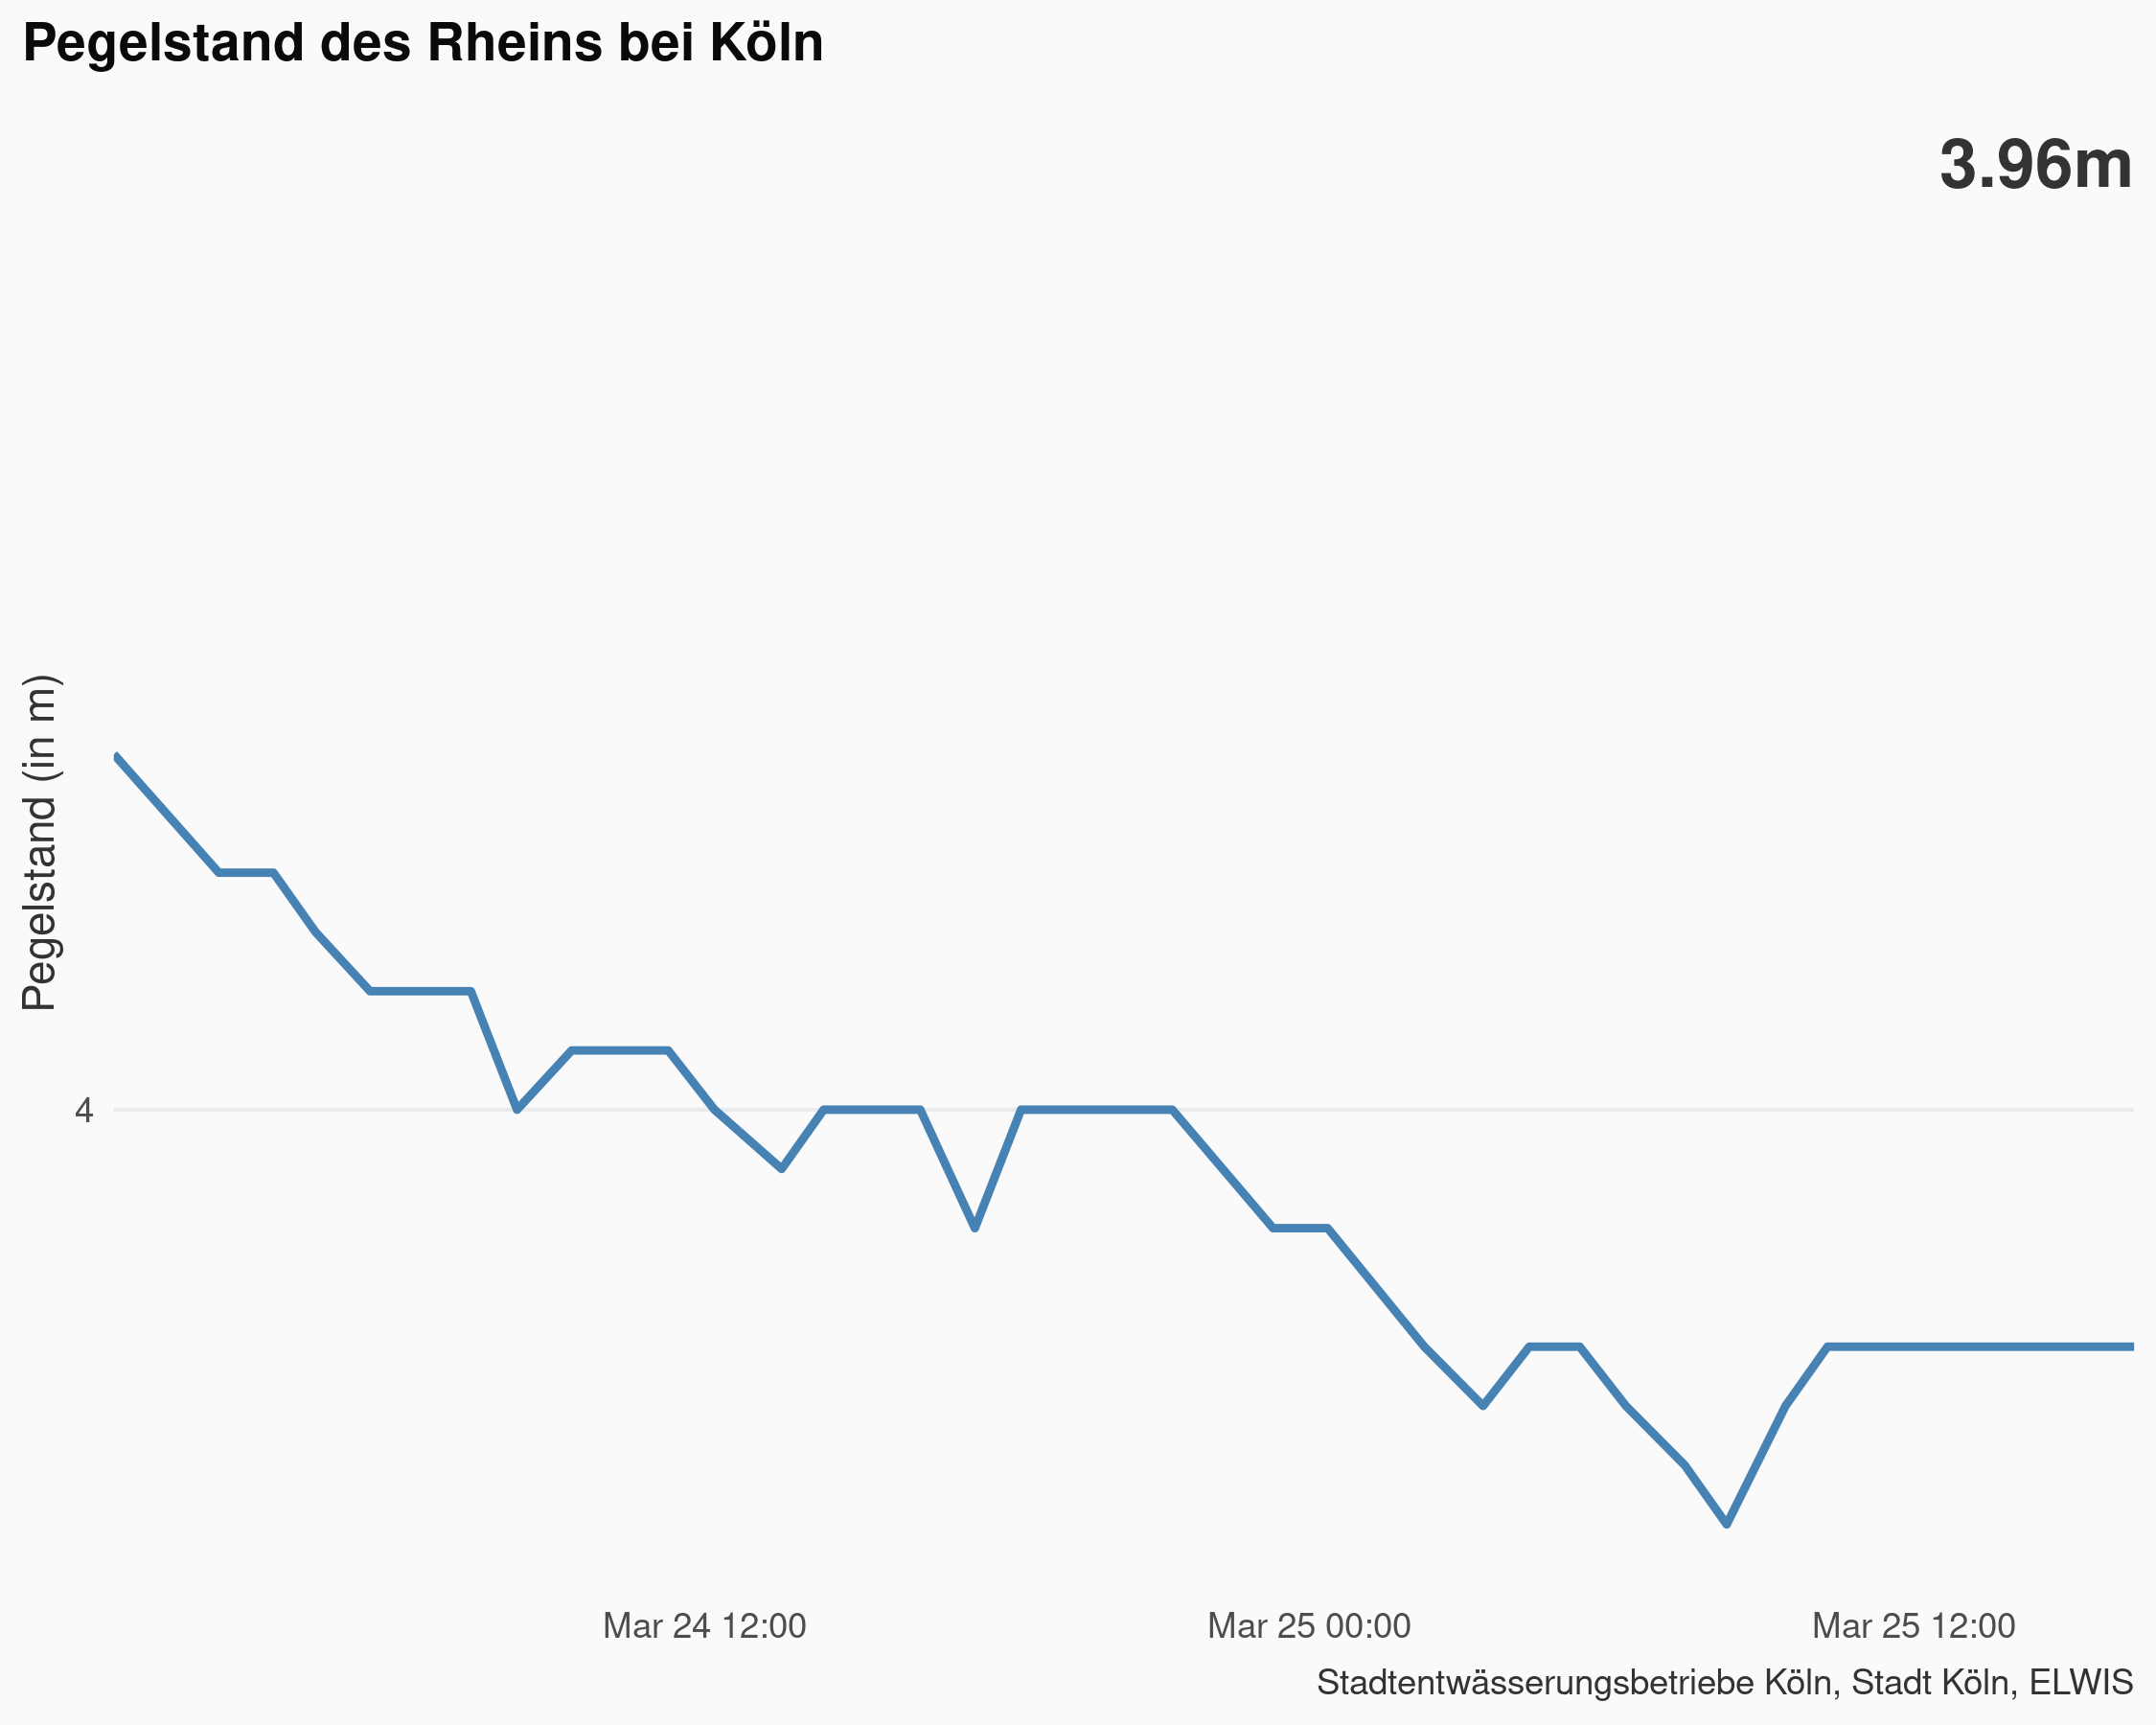 Pegelstand des Rheins bei Köln
3.96m
Pegelstand (in m)
4
Mar 24 12:00
Mar 25 00:00
Mar 25 12:00
Stadtentwässerungsbetriebe Köln, Stadt Köln, ELWIS